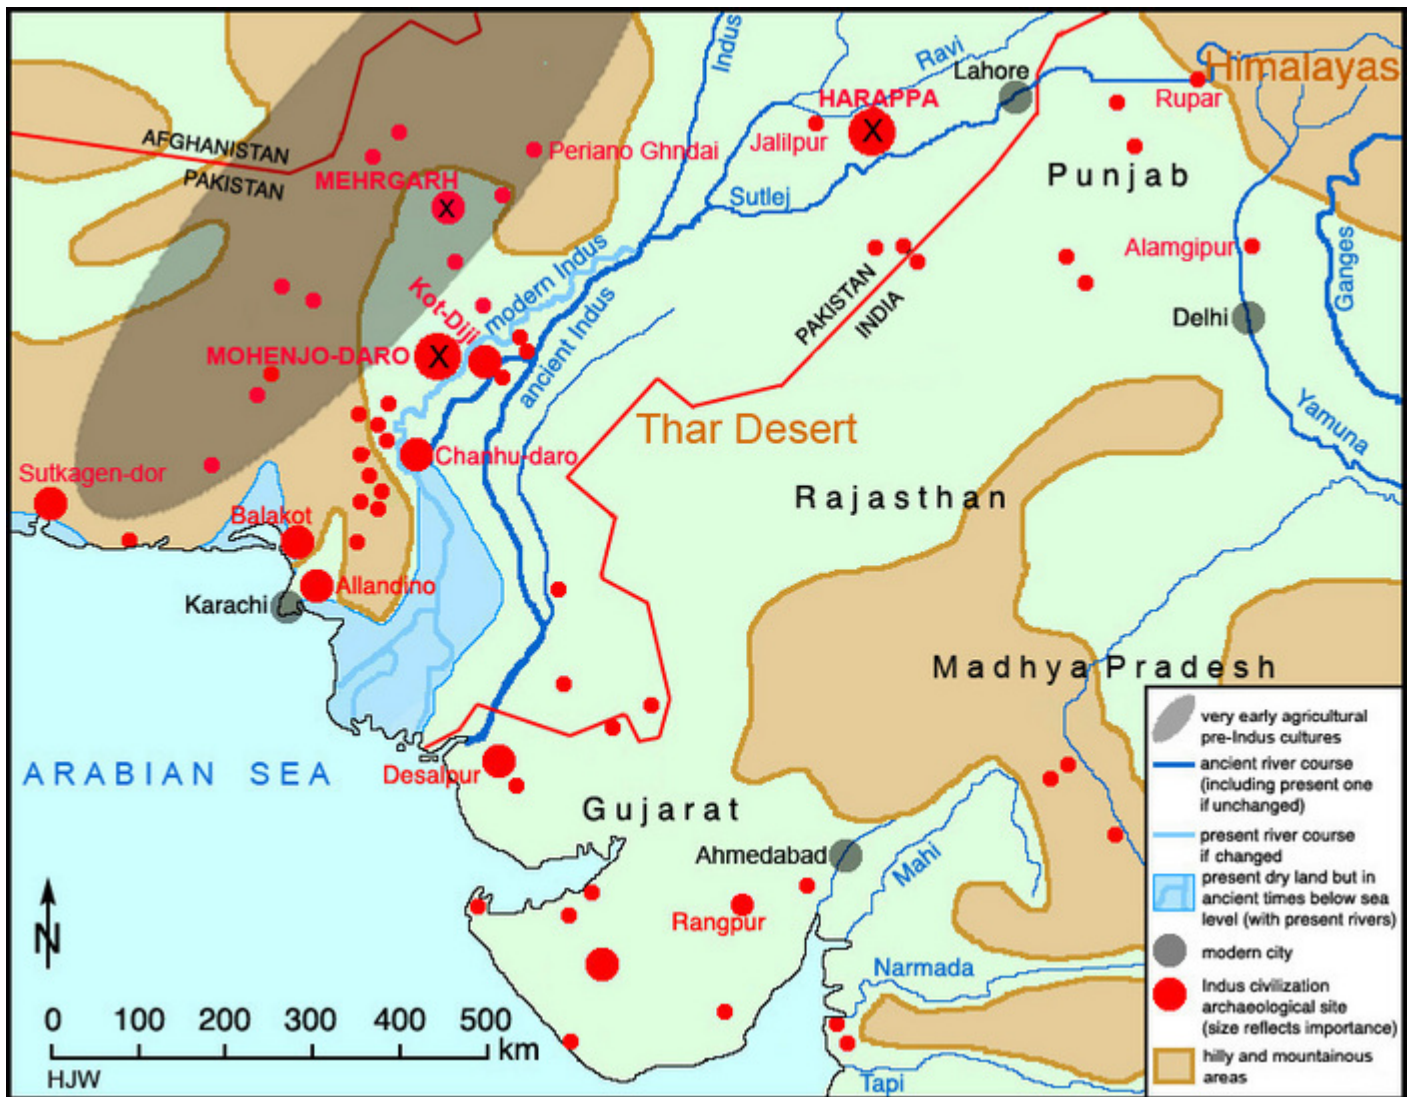 Indus
Ravi
Lahore
Himalayas
HARAPPA
Rupar
Jalilpur
AFGHANISTAN
PAKISTAN
Periano Ghndai
MEHRGARH
Sutlej
Punjab
Alamgipur
Ganges
modern Indus
ancient Indus
Kot-Diji
PAKISTAN
INDIA
Delhi
MOHENJO-DARO
X
X
X
Yamuna
Thar Desert
Chanhu-daro
Sutkagen-dor
Rajasthan
Balakot
Allandino
Karachi
Madhya Pradesh
ARABIAN SEA
Desalpur
Gujarat
Ahmedabad
Mahi
Rangpur
Narmada
Tapi
N
0 100 200 300 400 500
km
HJW
very early agricultural
pre-Indus cultures
ancient river course
(including present one
if unchanged)
present river course
if changed
present dry land but in
ancient times below sea
level (with present rivers)
modern city
Indus civilization
archaeological site
(size reflects importance)
hilly and mountainous
areas